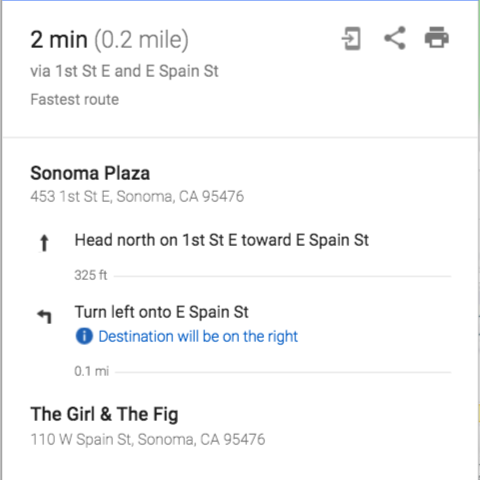 2 min (0.2 mile)
via 1st St E and E Spain St
Fastest route
Sonoma Plaza
453 1st St E, Sonoma, CA 95476
Head north on 1st St E toward E Spain St
325 ft
Turn left onto E Spain St
Destination will be on the right
0.1 mi
The Girl & The Fig
110 W Spain St, Sonoma, CA 95476